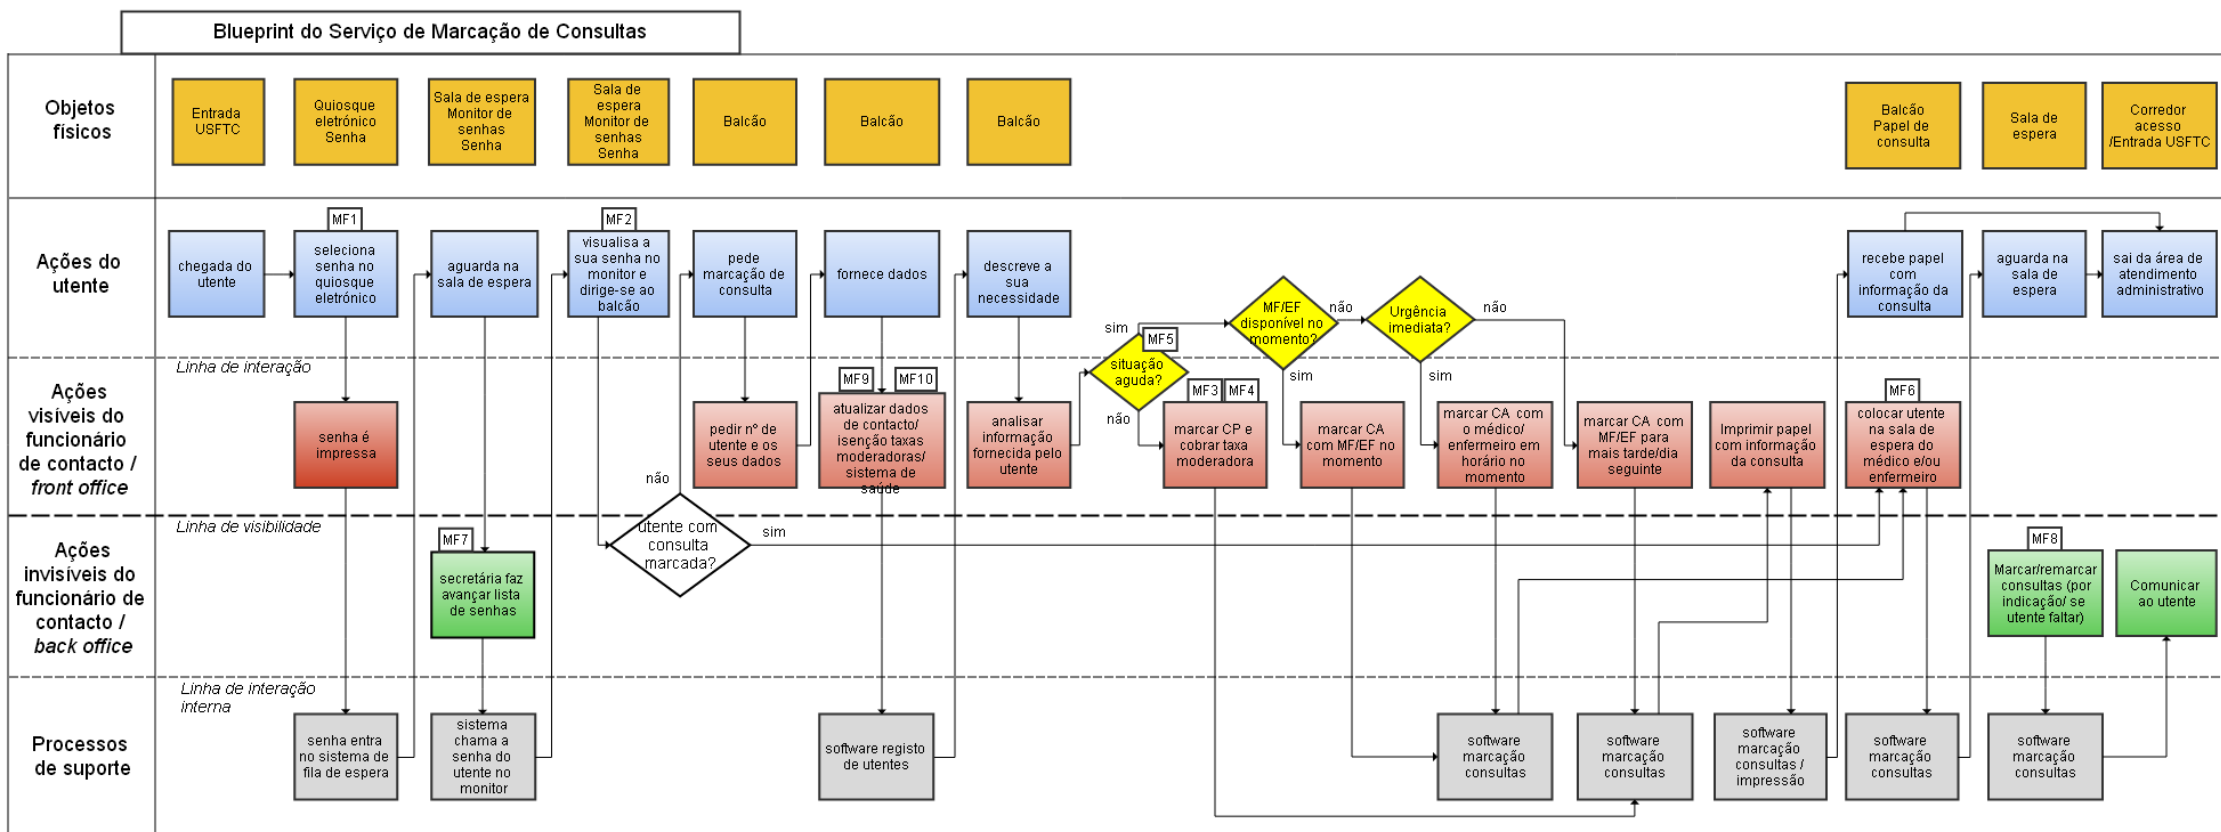 Blueprint do Serviço de Marcação de Consultas
Objetos
físicos
Entrada
USFTC
Quiosque
eletrónico
Senha
Sala de espera
Monitor de
senhas
Senha
Sala de
espera
Monitor de
senhas
Senha
Balcão
Balcão
Balcão
Balcão
Papel de
consulta
Sala de
espera
Corredor
acesso
/Entrada USFTC
Ações do
utente
chegada do
utente
MF1
seleciona
senha no
quiosque
eletrónico
aguarda na
sala de espera
MF2
visualisa a
sua senha no
monitor e
dirige-se ao
balcão
pede
marcação de
consulta
fornece dados
descreve a
sua
necessidade
MF/EF
disponível no
momento?
não
Urgência
imediata?
não
recebe papel
com
informação da
consulta
aguarda na
sala de
espera
sai da área de
atendimento
administrativo
sim
MF5
situação
aguda?
não
sim
sim
Linha de interação
Ações
visíveis do
funcionário
de contacto /
front office
senha é
impressa
pedir nº de
utente e os
seus dados
MF9
MF10
atualizar dados
de contacto/
isenção taxas
moderadoras/
sistema de
saúde
analisar
informação
fornecida pelo
utente
MF3
MF4
marcar CP e
cobrar taxa
moderadora
marcar CA
com MF/EF no
momento
marcar CA com
o médico/
enfermeiro em
horário no
momento
marcar CA com
MF/EF para
mais tarde/dia
seguinte
Imprimir papel
com informação
da consulta
MF6
colocar utente
na sala de
espera do
médico e/ou
enfermeiro
Linha de visibilidade
não
Ações
invisíveis do
funcionário de
contacto /
back office
MF7
secretária faz
avançar lista
de senhas
utente com
consulta
marcada?
sim
MF8
Marcar/remarcar
consultas (por
indicação/ se
utente faltar)
Comunicar
ao utente
Linha de interação
interna
Processos
de suporte
senha entra
no sistema de
fila de espera
sistema
chama a
senha do
utente no
monitor
software registo
de utentes
software
marcação
consultas
software
marcação
consultas
software
marcação
consultas /
impressão
software
marcação
consultas
software
marcação
consultas